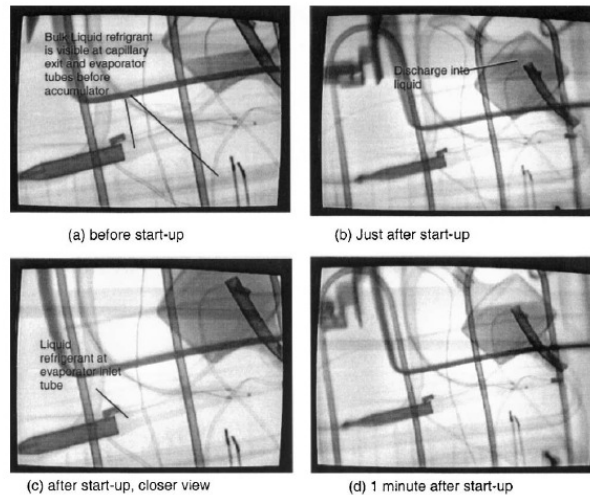 Bulk Liquid refrigrant
is visible at capillary
exit and evaporator
tubes before
accumulator
Discharge into
liquid
(a) before start-up
(b) Just after start-up
Liquid
refrigerant at
evaporator inlet
tube
(c) after start-up, closer view
(d) 1 minute after start-up